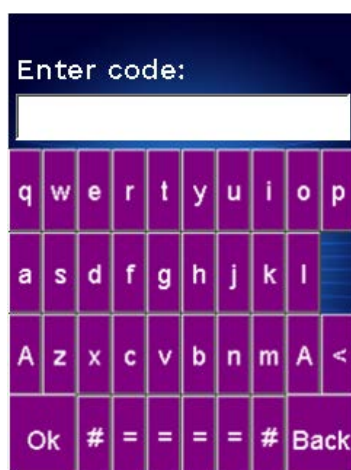 Enter code:
q w e r t y u i o p
a s d f g h j k l
A z x c v b n m A <
Ok # = = = = # Back